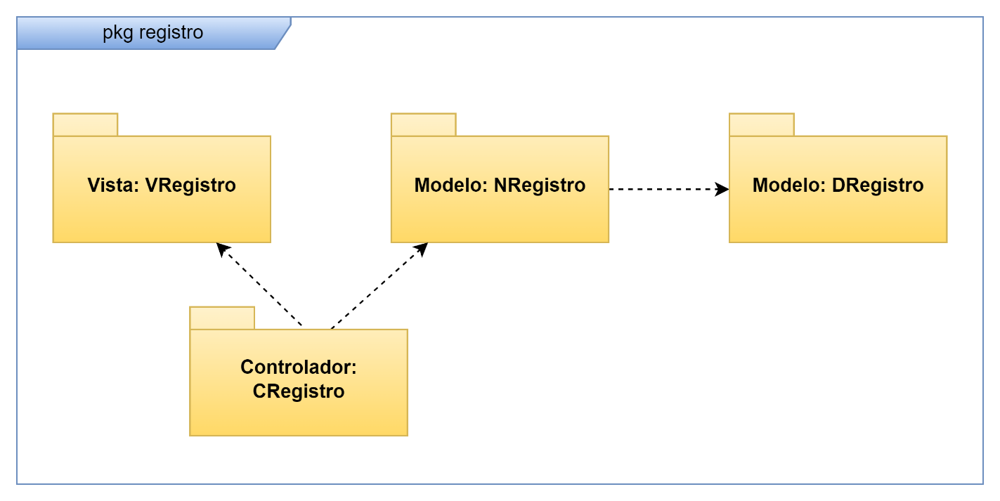 pkg registro
Vista: VRegistro
Modelo: NRegistro
Modelo: DRegistro
Controlador:
CRegistro